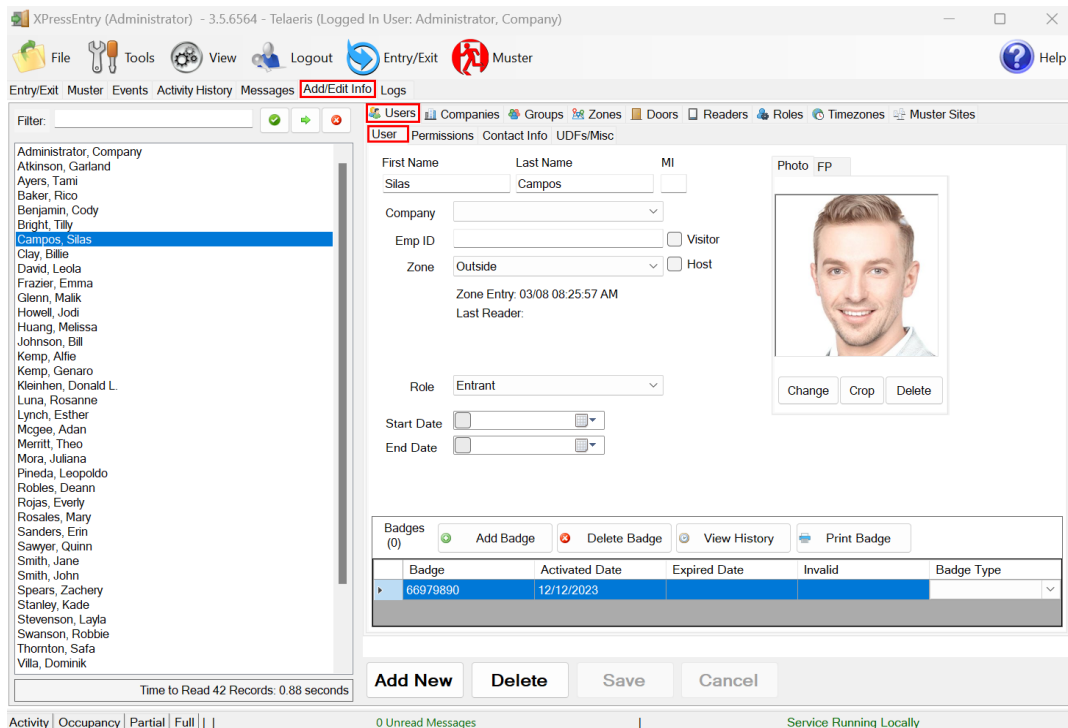 XPressEntry (Administrator) - 3.5.6564 - Telaeris (Logged In User: Administrator, Company)
File Tools View Logout Entry/Exit Muster Help
Entry/Exit Muster Events Activity History Messages Add/Edit Info Logs
Filter:
Administrator, Company
Atkinson, Garland
Ayers, Tami
Baker, Rico
Benjamin, Cody
Bright, Tilly
Campos, Silas
Clay, Billie
David, Leola
Frazier, Emma
Glenn, Malik
Howell, Jodi
Huang, Melissa
Johnson, Bill
Kemp, Alfie
Kemp, Genaro
Kleinhen, Donald L.
Luna, Rosanne
Lynch, Esther
Mcgee, Adan
Merritt, Theo
Mora, Juliana
Pineda, Leopoldo
Robles, Deann
Rojas, Everly
Rosales, Mary
Sanders, Erin
Sawyer, Quinn
Smith, Jane
Smith, John
Spears, Zachery
Stanley, Kade
Stevenson, Layla
Swanson, Robbie
Thornton, Safa
Villa, Dominik
Time to Read 42 Records: 0.88 seconds
Users Companies Groups Zones Doors Readers Roles Timezones Muster Sites
User Permissions Contact Info UDFs/Misc
First Name Last Name MI
Silas Campos
Company
Emp ID Visitor
Zone Outside Host
Zone Entry: 03/08 08:25:57 AM
Last Reader:
Role Entrant
Start Date
End Date
Photo FP
Change Crop Delete
Badges
(0)
Add Badge Delete Badge View History Print Badge
Badge Activated Date Expired Date Invalid Badge Type
66979890 12/12/2023
Add New Delete Save Cancel
Activity Occupancy Partial Full | | 0 Unread Messages | Service Running Locally